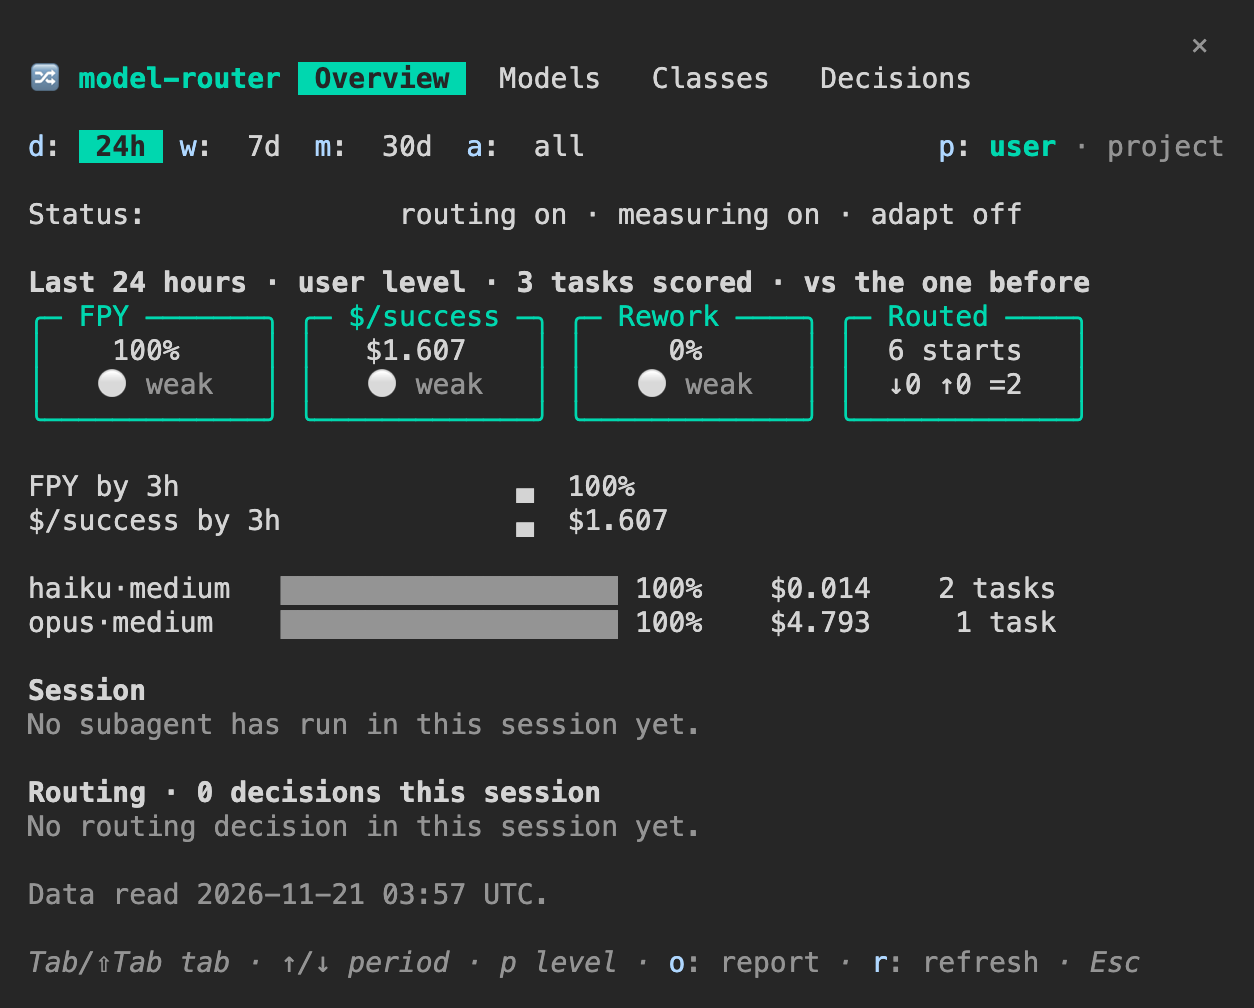 ×
🔀 model-router Overview Models Classes Decisions
d: 24h w: 7d m: 30d a: all p: user · project
Status: routing on · measuring on · adapt off
Last 24 hours · user level · 3 tasks scored · vs the one before
FPY $/success Rework Routed
100% $1.607 0% 6 starts
⚪ weak ⚪ weak ⚪ weak ↓0 ↑0 =2
FPY by 3h 100%
$/success by 3h $1.607
haiku·medium 100% $0.014 2 tasks
opus·medium 100% $4.793 1 task
Session
No subagent has run in this session yet.
Routing · 0 decisions this session
No routing decision in this session yet.
Data read 2026-11-21 03:57 UTC.
Tab/⇧Tab tab · ↑/↓ period · p level · o: report · r: refresh · Esc